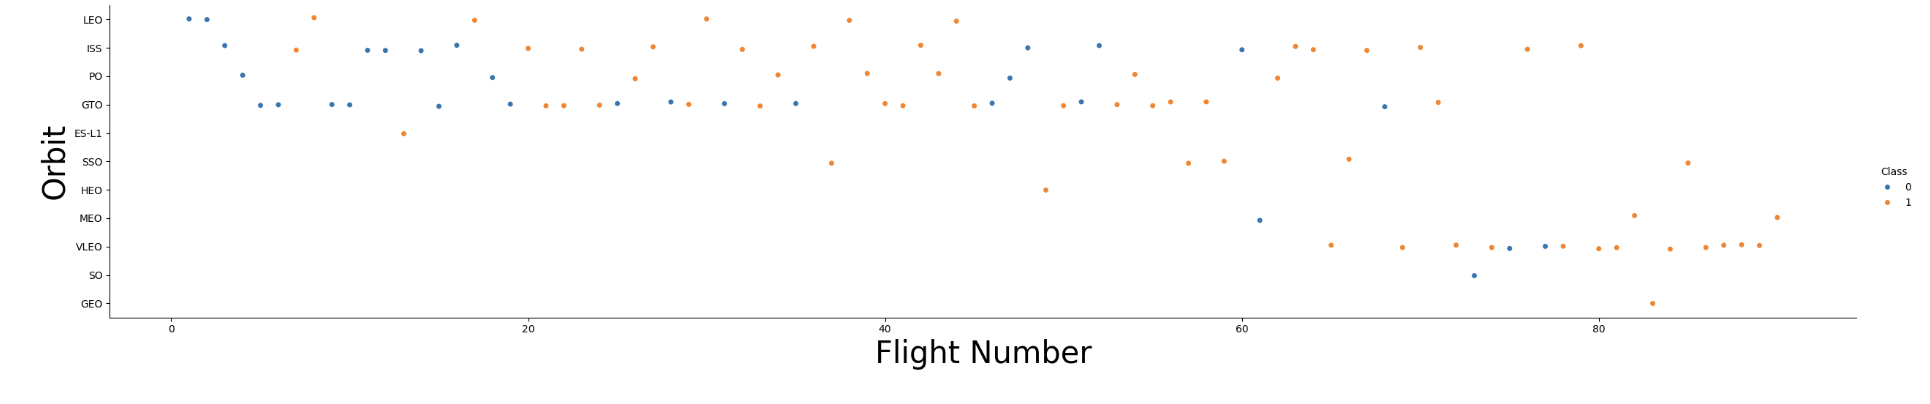 LEO
ISS
PO
GTO
ES-L1
SSO
HEO
MEO
VLEO
SO
GEO
Orbit
0 20 40 60 80
Flight Number
Class
0
1